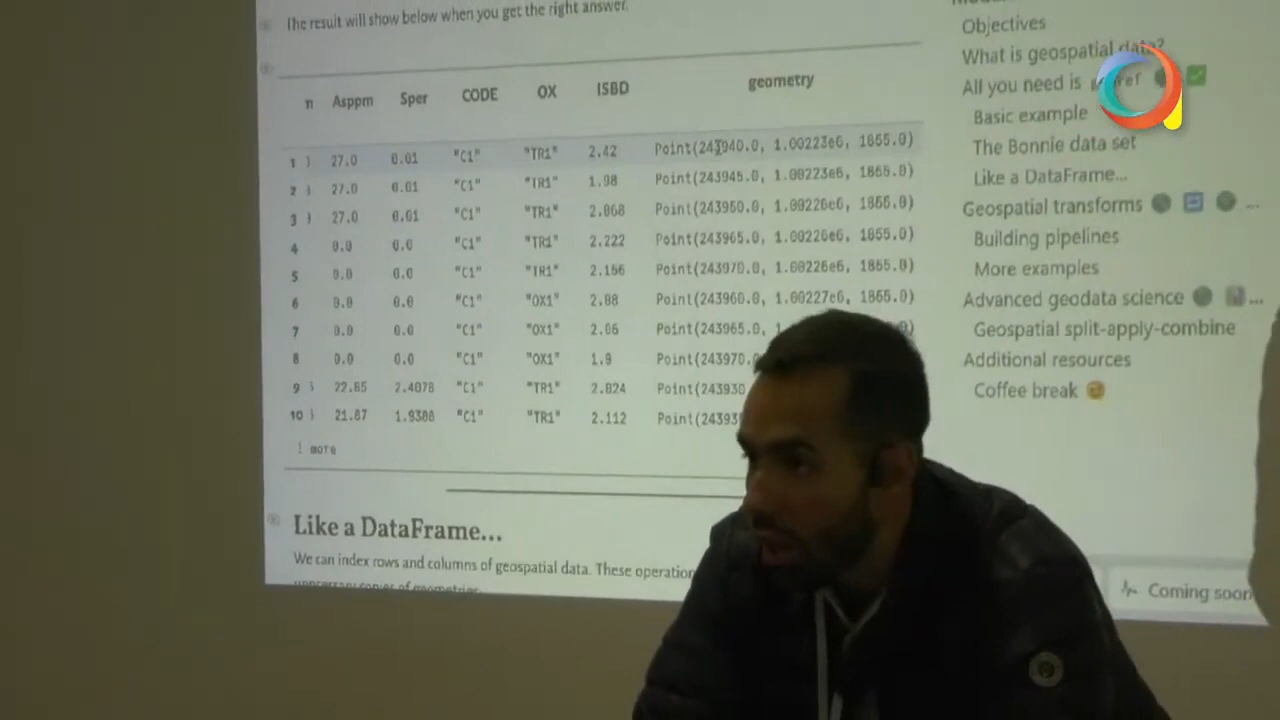 The result will show below when you get the right answer.
n Asppm Sper CODE OX ISBD geometry
1 27.0 0.01 "C1" "TR1" 2.42 Point(243940.0, 1.00223e6, 1855.0)
2 27.0 0.01 "C1" "TR1" 1.98 Point(243945.0, 1.00223e6, 1855.0)
3 27.0 0.01 "C1" "TR1" 2.068 Point(243950.0, 1.00226e6, 1855.0)
4 0.0 0.0 "C1" "TR1" 2.222 Point(243965.0, 1.00226e6, 1855.0)
5 0.0 0.0 "C1" "TR1" 2.156 Point(243970.0, 1.00226e6, 1855.0)
6 0.0 0.0 "C1" "OX1" 2.08 Point(243960.0, 1.00227e6, 1855.0)
7 0.0 0.0 "C1" "OX1" 2.06 Point(243965.0,
8 0.0 0.0 "C1" "OX1" 1.9 Point(243970.
9 22.85 2.4078 "C1" "TR1" 2.024 Point(243930
10 21.87 1.9388 "C1" "TR1" 2.112 Point(24393
more
Like a DataFrame...
We can index rows and columns of geospatial data. These operation
Objectives
What is geospatial data?
All you need is
Basic example
The Bonnie data set
Like a DataFrame...
Geospatial transforms ...
Building pipelines
More examples
Advanced geodata science ...
Geospatial split-apply-combine
Additional resources
Coffee break
Coming soon